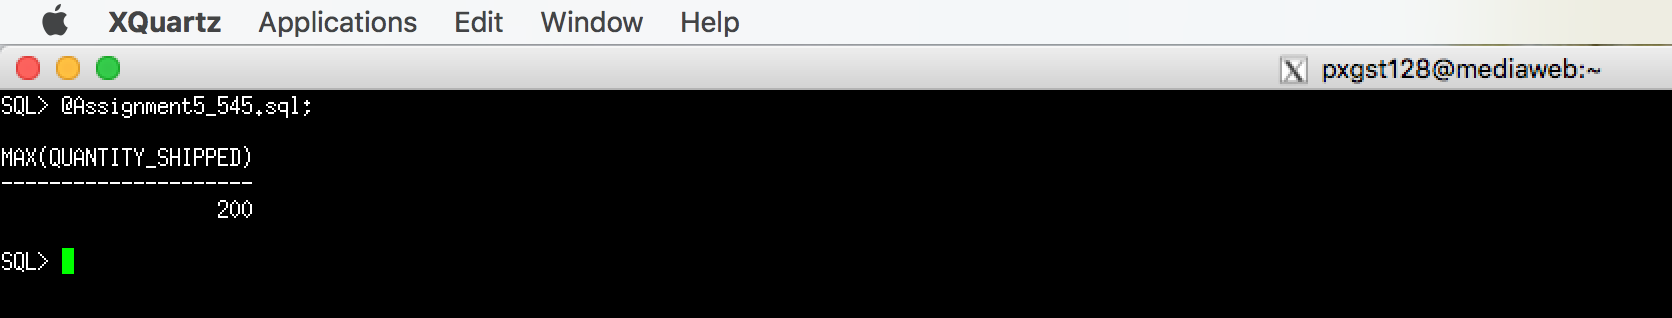 XQuartz Applications Edit Window Help
X pxgst128@mediaweb:~
SQL> @Assignment5_545.sql;
MAX(QUANTITY_SHIPPED)
---------------------
200
SQL>